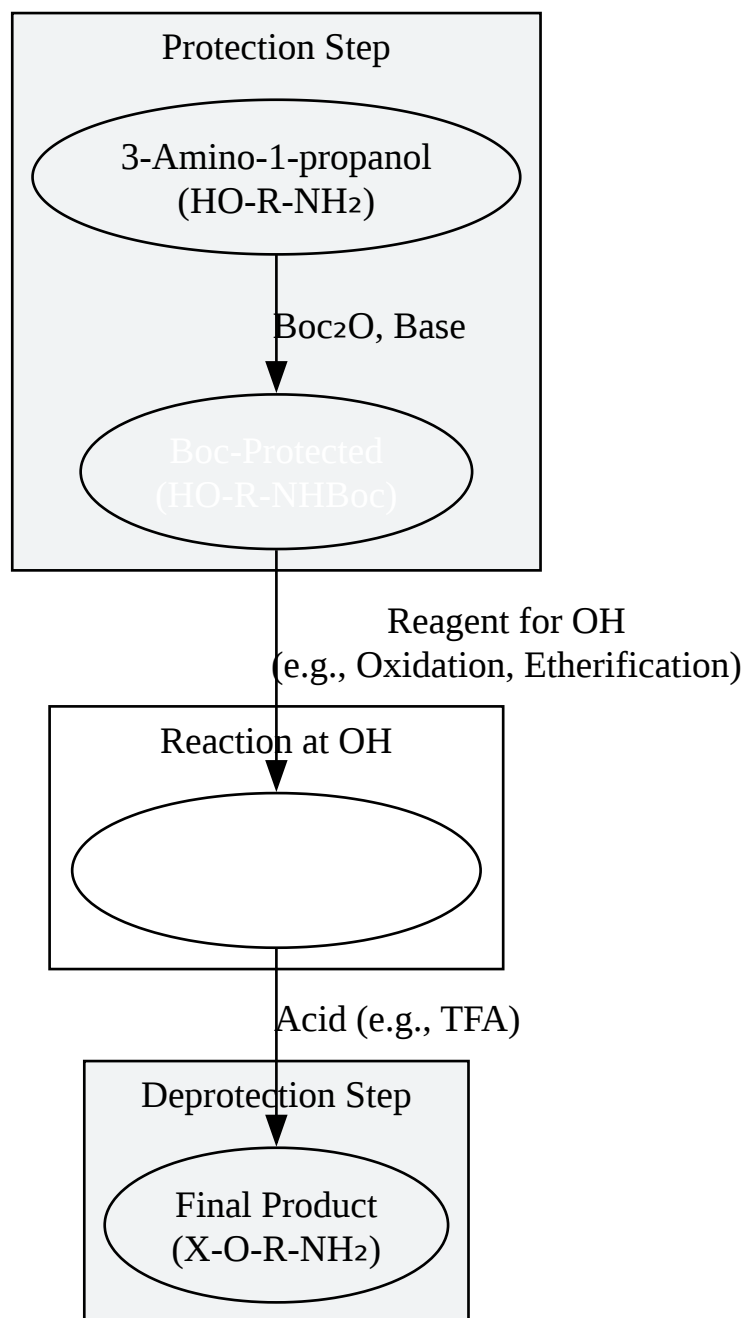 Protection Step
3-Amino-1-propanol
(HO-R-NH₂)
Boc₂O, Base
Boc-Protected
(HO-R-NHBoc)
Reagent for OH
(e.g., Oxidation, Etherification)
Reaction at OH
Acid (e.g., TFA)
Deprotection Step
Final Product
(X-O-R-NH₂)